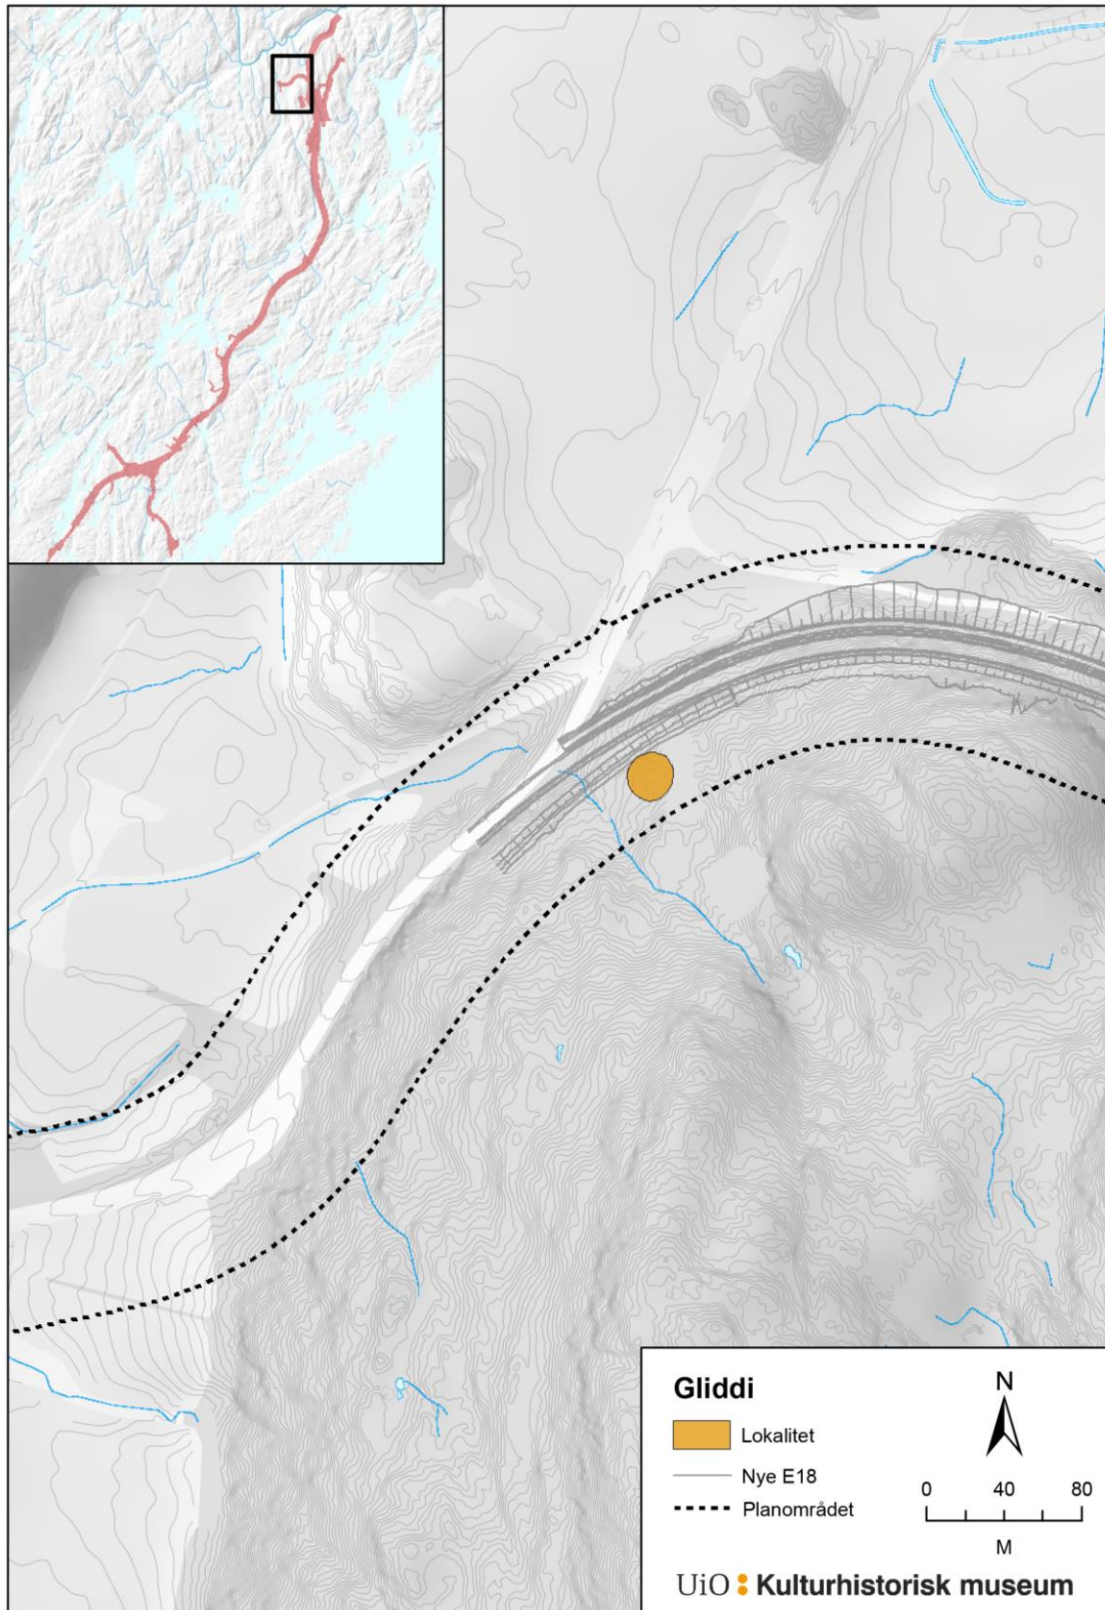 Gliddi
N
Lokalitet
Nye E18
Planområdet
0 40 80
M
UiO Kulturhistorisk museum